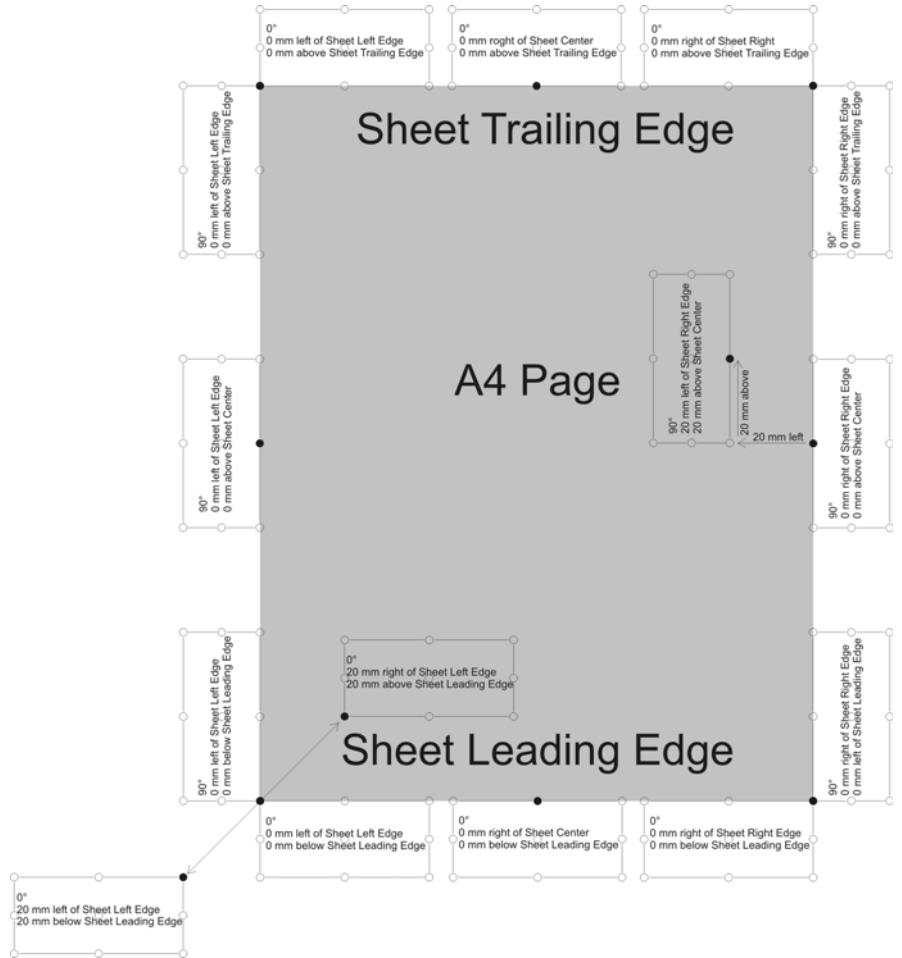 0°
0 mm left of Sheet Left Edge
0 mm above Sheet Trailing Edge
0°
0 mm roght of Sheet Center
0 mm above Sheet Trailing Edge
0°
0 mm right of Sheet Right
0 mm above Sheet Trailing Edge
Sheet Trailing Edge
90°
0 mm left of Sheet Left Edge
0 mm above Sheet Trailing Edge
90°
0 mm right of Sheet Right Edge
0 mm above Sheet Trailing Edge
90°
20 mm left of Sheet Right Edge
20 mm above Sheet Center
20 mm above
20 mm left
A4 Page
90°
0 mm left of Sheet Left Edge
0 mm above Sheet Center
90°
0 mm right of Sheet Right Edge
0 mm above Sheet Center
90°
0 mm left of Sheet Left Edge
0 mm below Sheet Leading Edge
0°
20 mm right of Sheet Left Edge
20 mm above Sheet Leading Edge
90°
0 mm right of Sheet Right Edge
0 mm left of Sheet Leading Edge
Sheet Leading Edge
0°
0 mm left of Sheet Left Edge
0 mm below Sheet Leading Edge
0°
0 mm right of Sheet Center
0 mm below Sheet Leading Edge
0°
0 mm right of Sheet Right Edge
0 mm below Sheet Leading Edge
0°
20 mm left of Sheet Left Edge
20 mm below Sheet Leading Edge